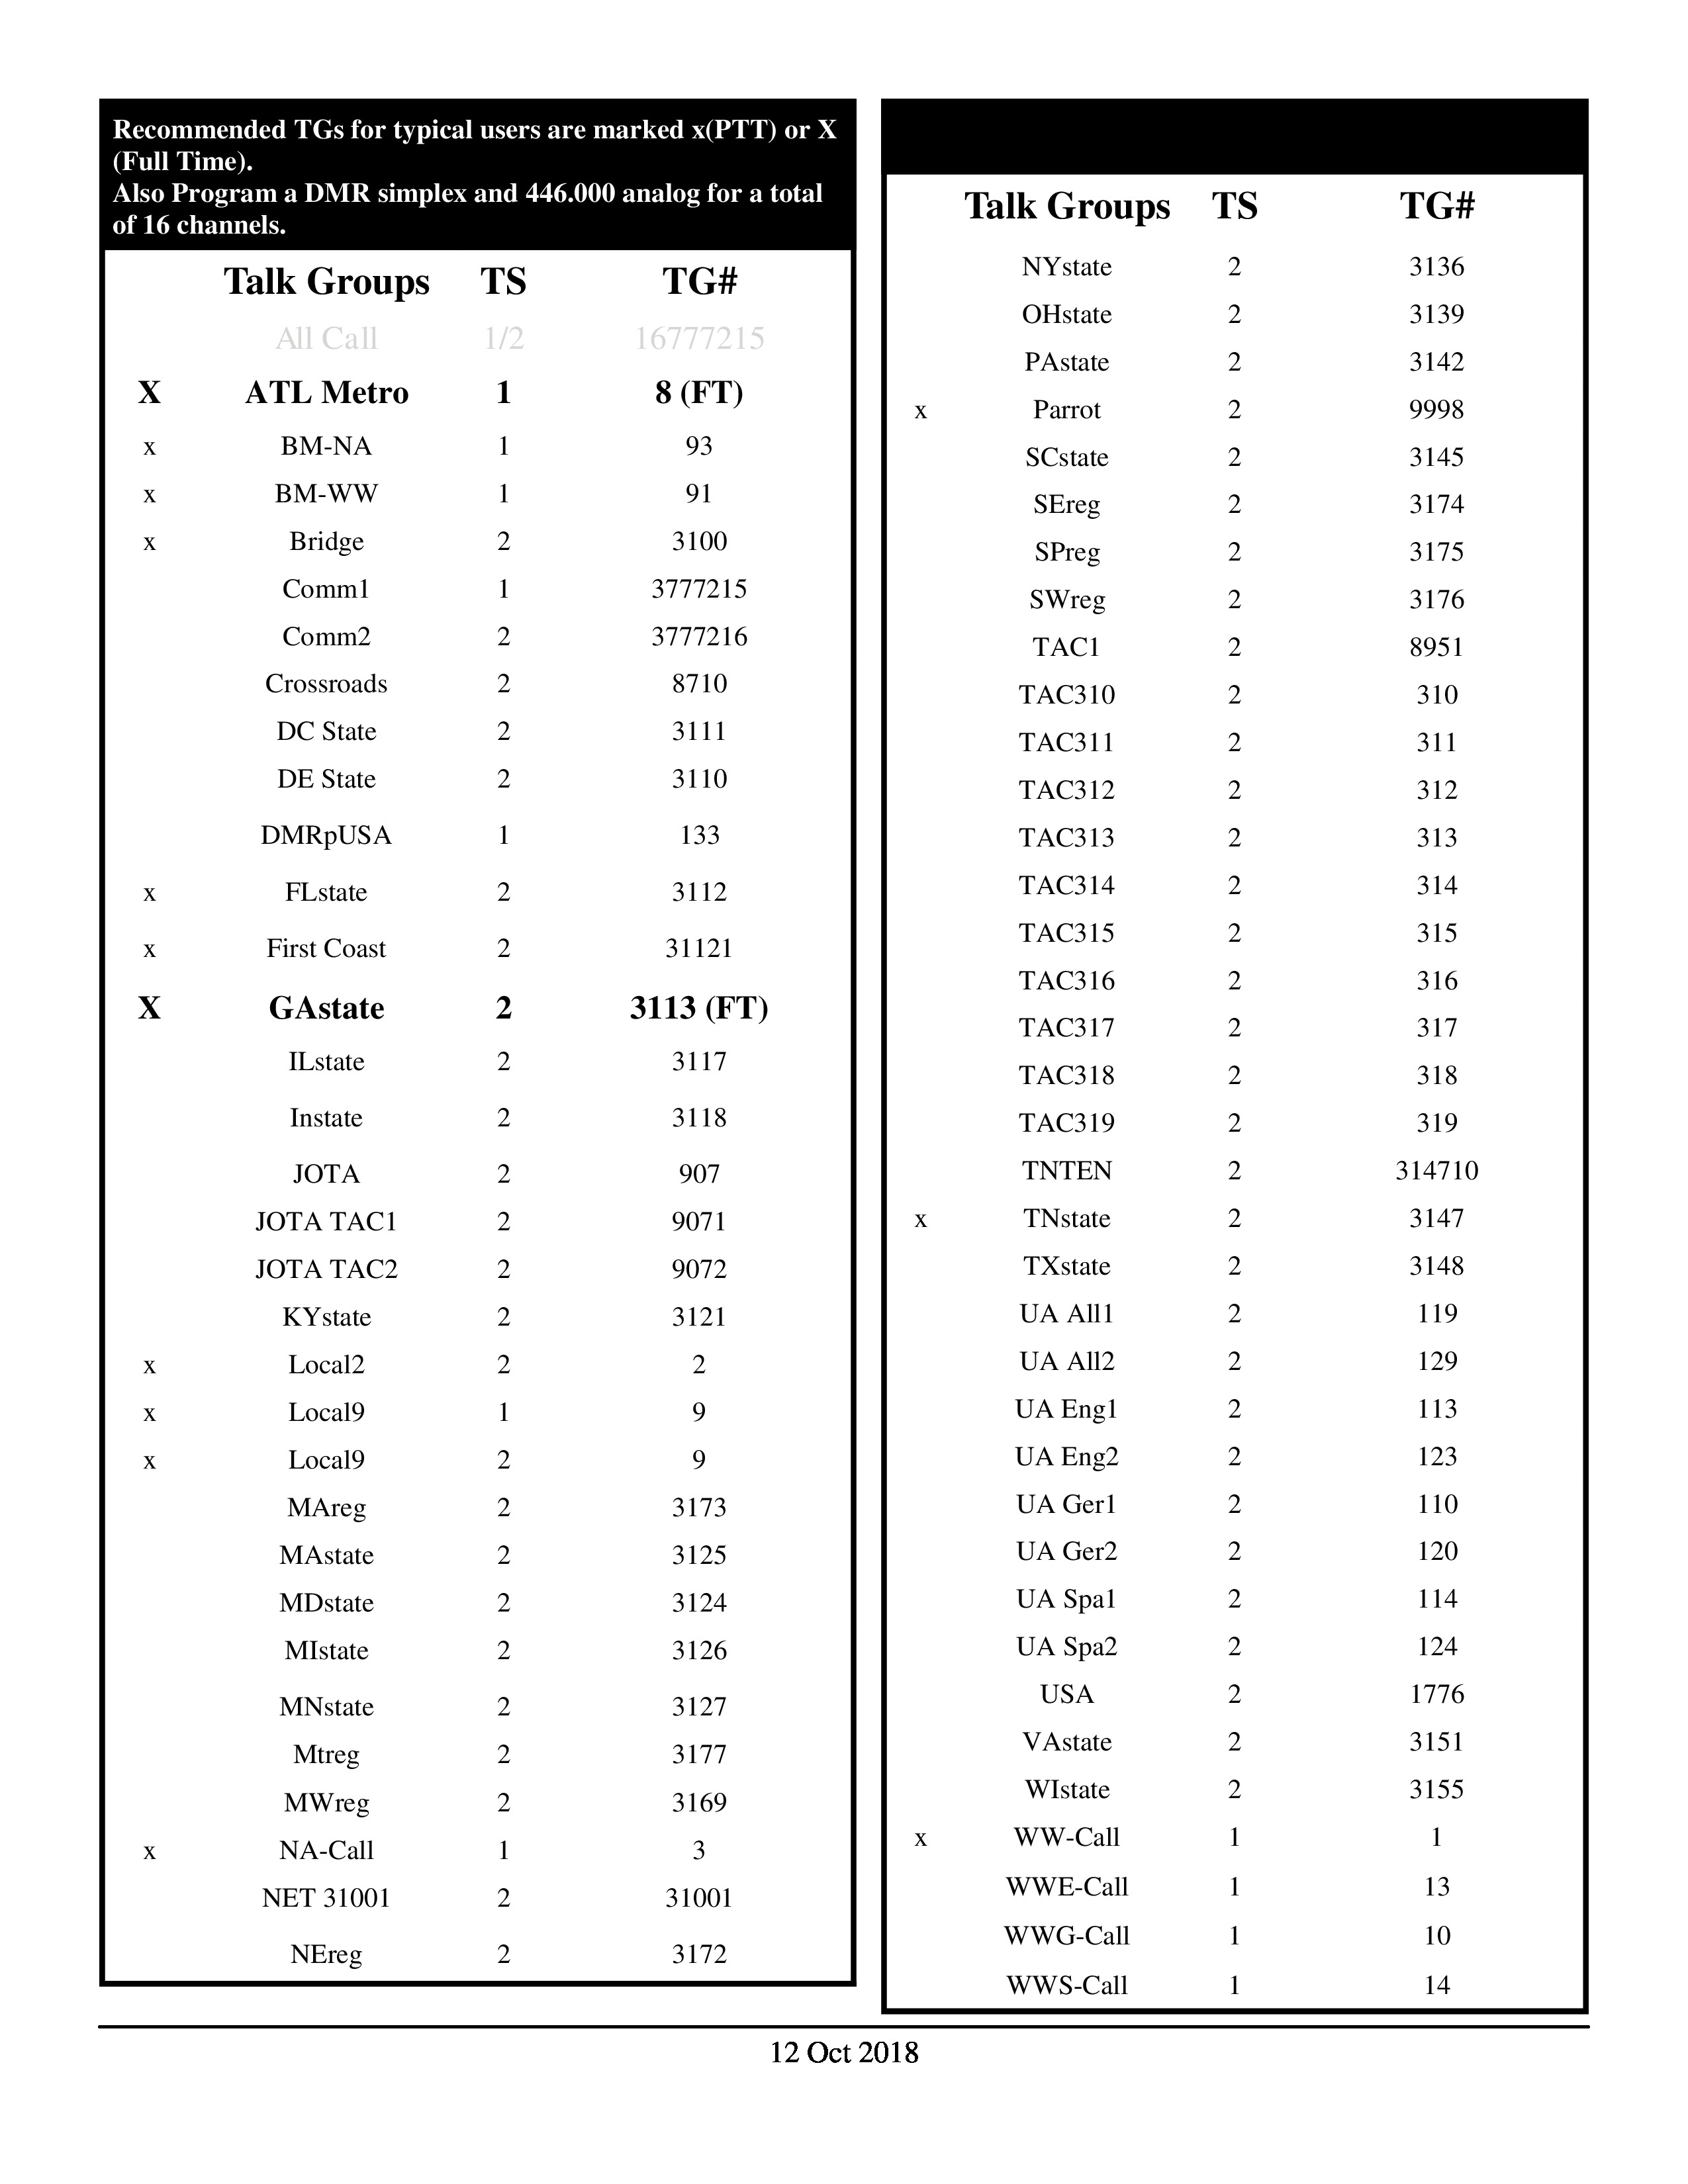 Recommended TGs for typical users are marked x(PTT) or X
(Full Time).
Also Program a DMR simplex and 446.000 analog for a total
of 16 channels.
Talk Groups TS TG#
All Call 1/2 16777215
X ATL Metro 1 8 (FT)
x BM-NA 1 93
x BM-WW 1 91
x Bridge 2 3100
Comm1 1 3777215
Comm2 2 3777216
Crossroads 2 8710
DC State 2 3111
DE State 2 3110
DMRpUSA 1 133
x FLstate 2 3112
x First Coast 2 31121
X GAstate 2 3113 (FT)
ILstate 2 3117
Instate 2 3118
JOTA 2 907
JOTA TAC1 2 9071
JOTA TAC2 2 9072
KYstate 2 3121
x Local2 2 2
x Local9 1 9
x Local9 2 9
MAreg 2 3173
MAstate 2 3125
MDstate 2 3124
MIstate 2 3126
MNstate 2 3127
Mtreg 2 3177
MWreg 2 3169
x NA-Call 1 3
NET 31001 2 31001
NEreg 2 3172
Talk Groups TS TG#
NYstate 2 3136
OHstate 2 3139
PAstate 2 3142
x Parrot 2 9998
SCstate 2 3145
SEreg 2 3174
SPreg 2 3175
SWreg 2 3176
TAC1 2 8951
TAC310 2 310
TAC311 2 311
TAC312 2 312
TAC313 2 313
TAC314 2 314
TAC315 2 315
TAC316 2 316
TAC317 2 317
TAC318 2 318
TAC319 2 319
TNTEN 2 314710
x TNstate 2 3147
TXstate 2 3148
UA All1 2 119
UA All2 2 129
UA Eng1 2 113
UA Eng2 2 123
UA Ger1 2 110
UA Ger2 2 120
UA Spa1 2 114
UA Spa2 2 124
USA 2 1776
VAstate 2 3151
WIstate 2 3155
x WW-Call 1 1
WWE-Call 1 13
WWG-Call 1 10
WWS-Call 1 14
12 Oct 2018